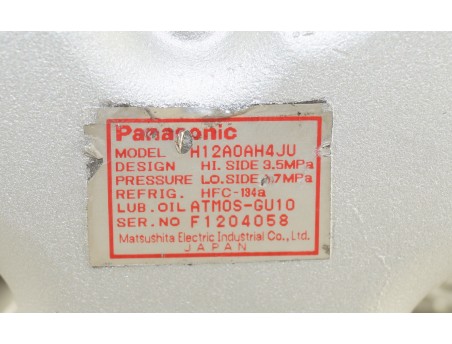 Panasonic
MODEL H12A0AH4JU
DESIGN HI. SIDE 3.5MPa
PRESSURE LO. SIDE .7MPa
REFRIG. HFC-134a
LUB. OIL ATMOS-GU10
SER. NO F1204058
Matsushita Electric Industrial Co., Ltd.
JAPAN